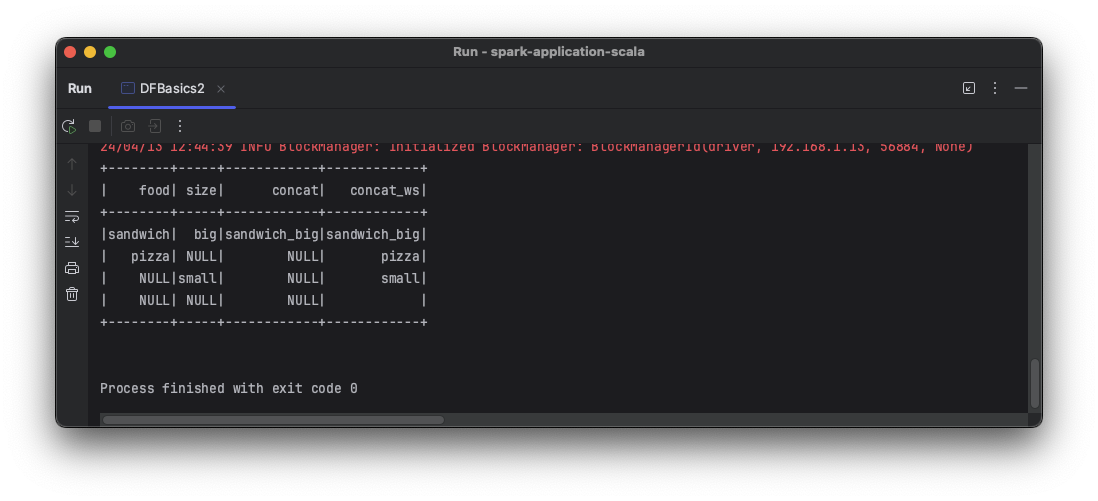 Run - spark-application-scala
Run DFBasics2
24/04/13 12:44:39 INFO BlockManager: Initialized BlockManager: BlockManagerId(driver, 192.168.1.13, 56884, None)
+--------+-----+------------+------------+
|    food| size|      concat|   concat_ws|
+--------+-----+------------+------------+
|sandwich|  big|sandwich_big|sandwich_big|
|   pizza| NULL|        NULL|       pizza|
|    NULL|small|        NULL|       small|
|    NULL| NULL|        NULL|            |
+--------+-----+------------+------------+
Process finished with exit code 0